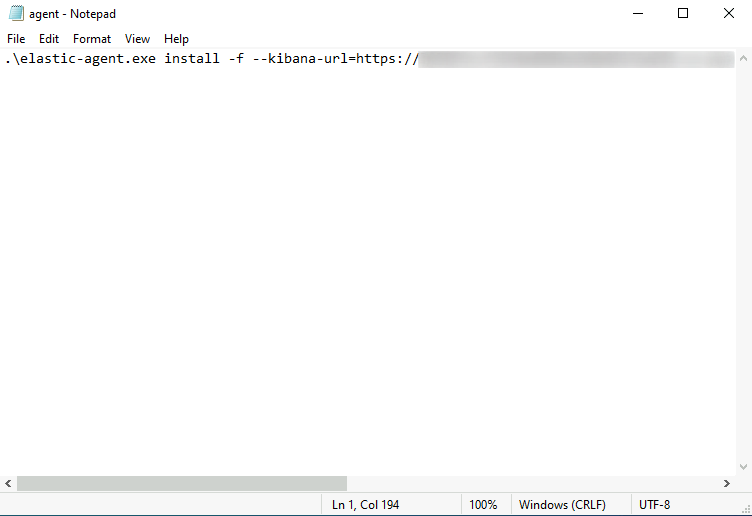 agent - Notepad
File Edit Format View Help
.\elastic-agent.exe install -f --kibana-url=https://
Ln 1, Col 194 100% Windows (CRLF) UTF-8